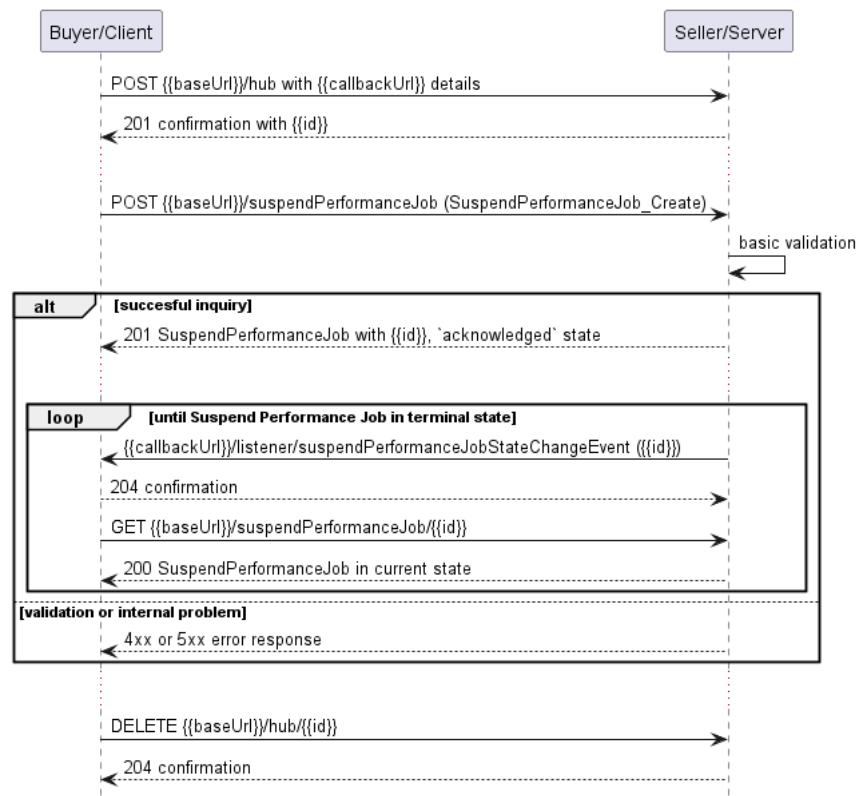 Buyer/Client
Seller/Server
POST {{baseUrl}}/hub with {{callbackUrl}} details
201 confirmation with {{id}}
POST {{baseUrl}}/suspendPerformanceJob (SuspendPerformanceJob_Create)
basic validation
alt [succesful inquiry]
201 SuspendPerformanceJob with {{id}}, `acknowledged` state
loop [until Suspend Performance Job in terminal state]
{{callbackUrl}}/listener/suspendPerformanceJobStateChangeEvent ({{id}})
204 confirmation
GET {{baseUrl}}/suspendPerformanceJob/{{id}}
200 SuspendPerformanceJob in current state
[validation or internal problem]
4xx or 5xx error response
DELETE {{baseUrl}}/hub/{{id}}
204 confirmation